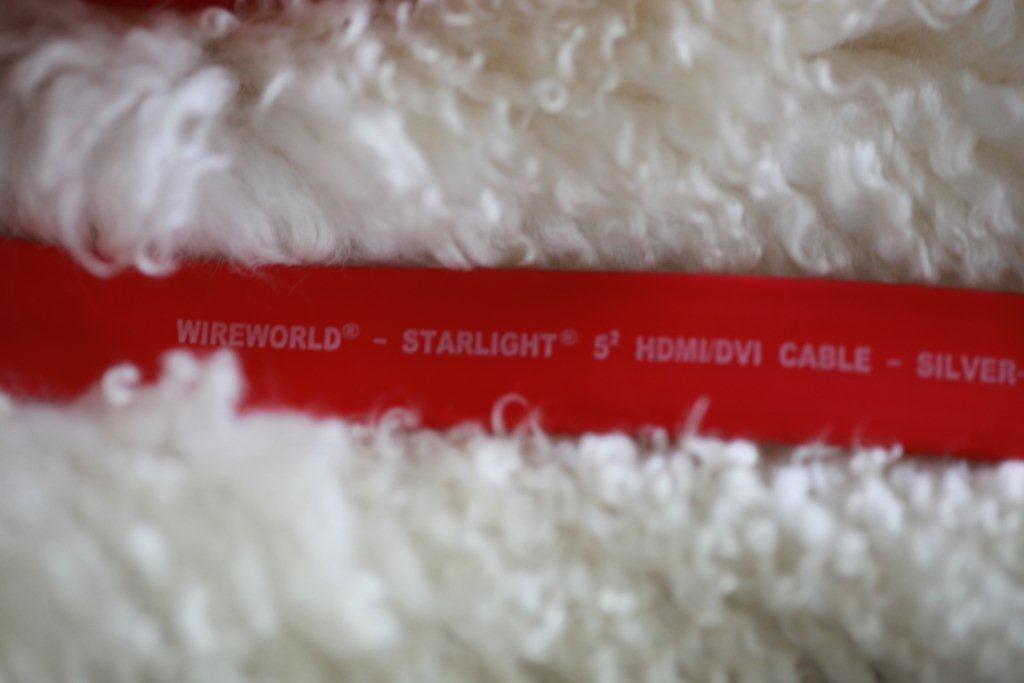 WIREWORLD® - STARLIGHT® 5² HDMI/DVI CABLE - SILVER-